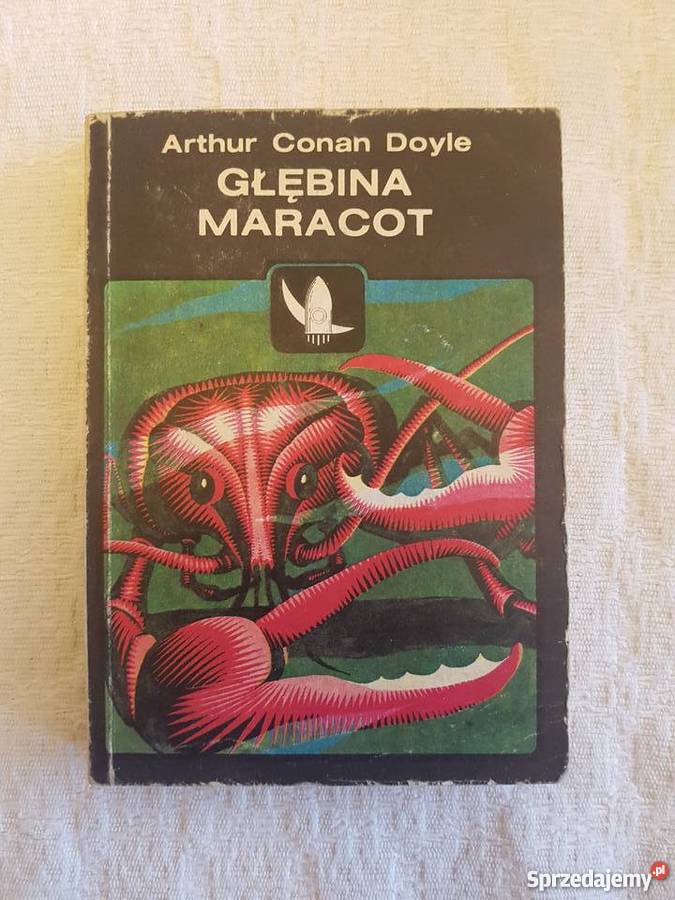 Arthur Conan Doyle
GŁĘBINA
MARACOT
Sprzedajemy.pl